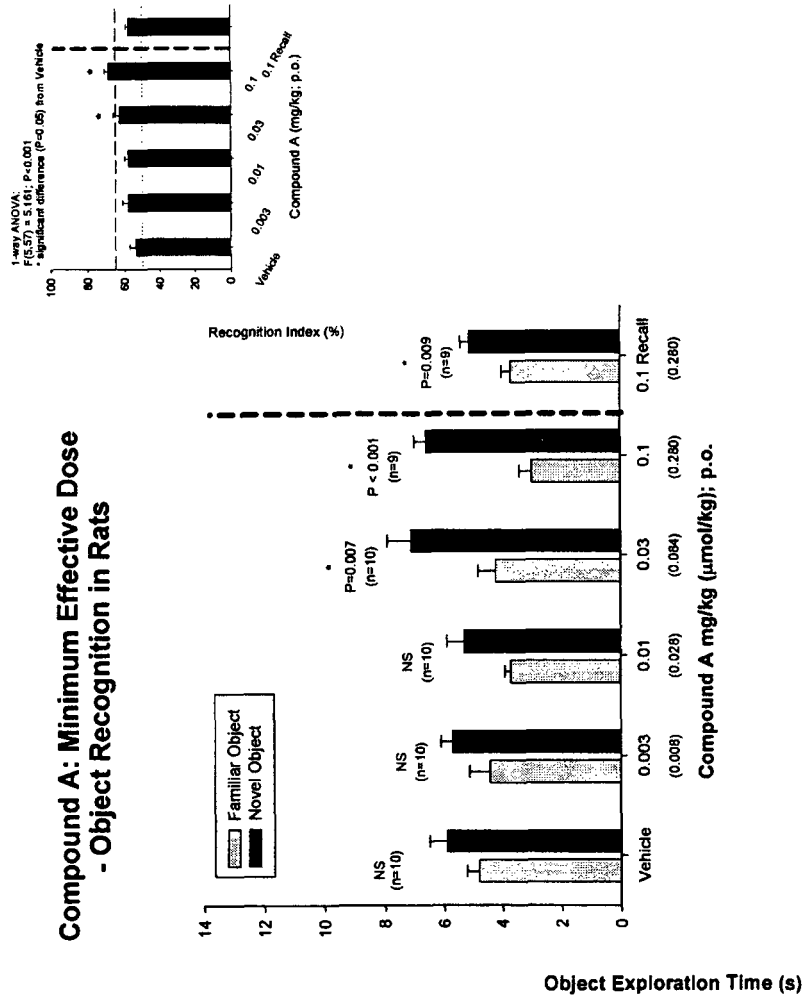 Compound A: Minimum Effective Dose
- Object Recognition in Rats
1-way ANOVA:
F(5,57) = 5.161; P<0.001
* significant difference (P=0.05) from Vehicle
100
80
60
40
20
0
* *
Vehicle 0.003 0.01 0.03 0.1 0.1 Recall
Compound A (mg/kg; p.o.)
Recognition Index (%)
Familiar Object
Novel Object
Object Exploration Time (s)
14
12
10
8
6
4
2
0
NS
(n=10)
NS
(n=10)
NS
(n=10)
*
P=0.007
(n=10)
*
P < 0.001
(n=9)
*
P=0.009
(n=9)
Vehicle 0.003 0.01 0.03 0.1 0.1 Recall
(0.008) (0.028) (0.084) (0.280) (0.280)
Compound A mg/kg (μmol/kg); p.o.